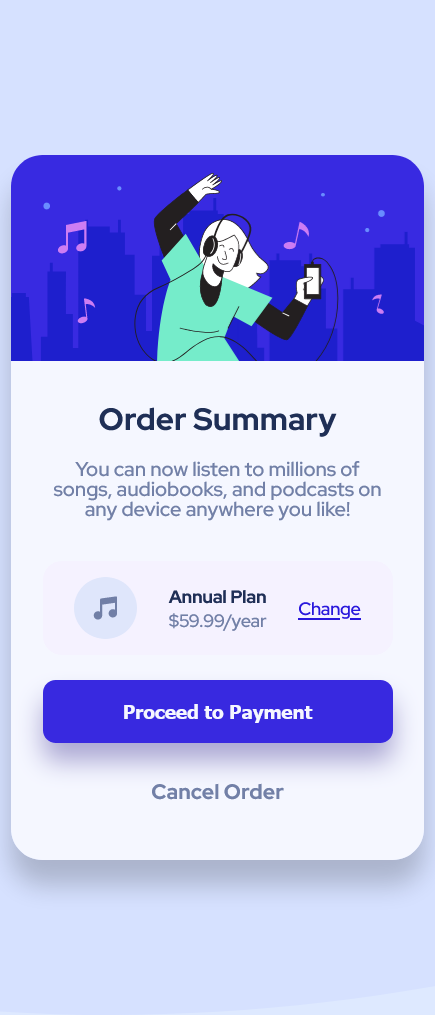 Order Summary
You can now listen to millions of
songs, audiobooks, and podcasts on
any device anywhere you like!
Annual Plan
$59.99/year
Change
Proceed to Payment
Cancel Order